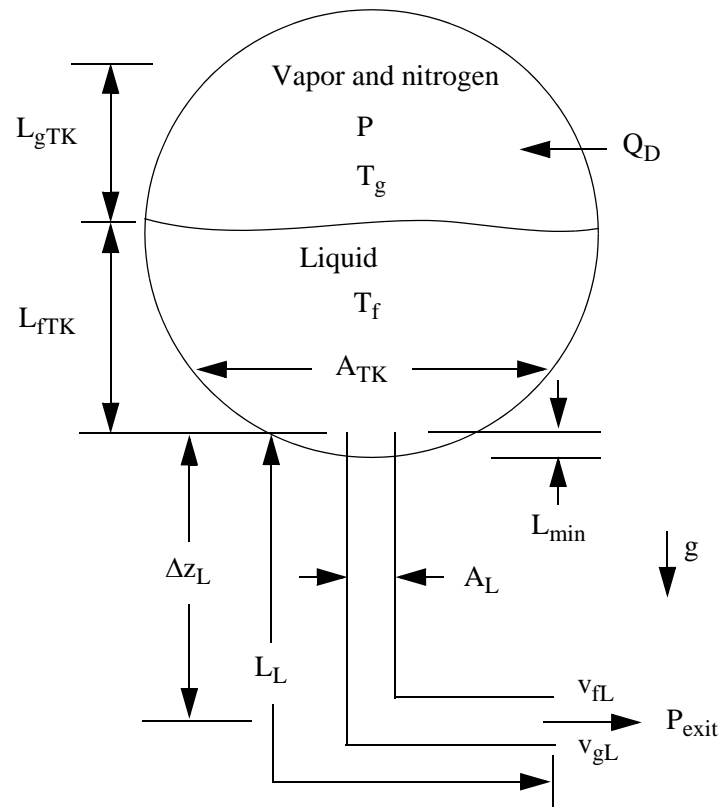 Vapor and nitrogen
L_gTK
P
Q_D
T_g
Liquid
T_f
L_fTK
A_TK
L_min
g
Δz_L
A_L
L_L
v_fL
P_exit
v_gL